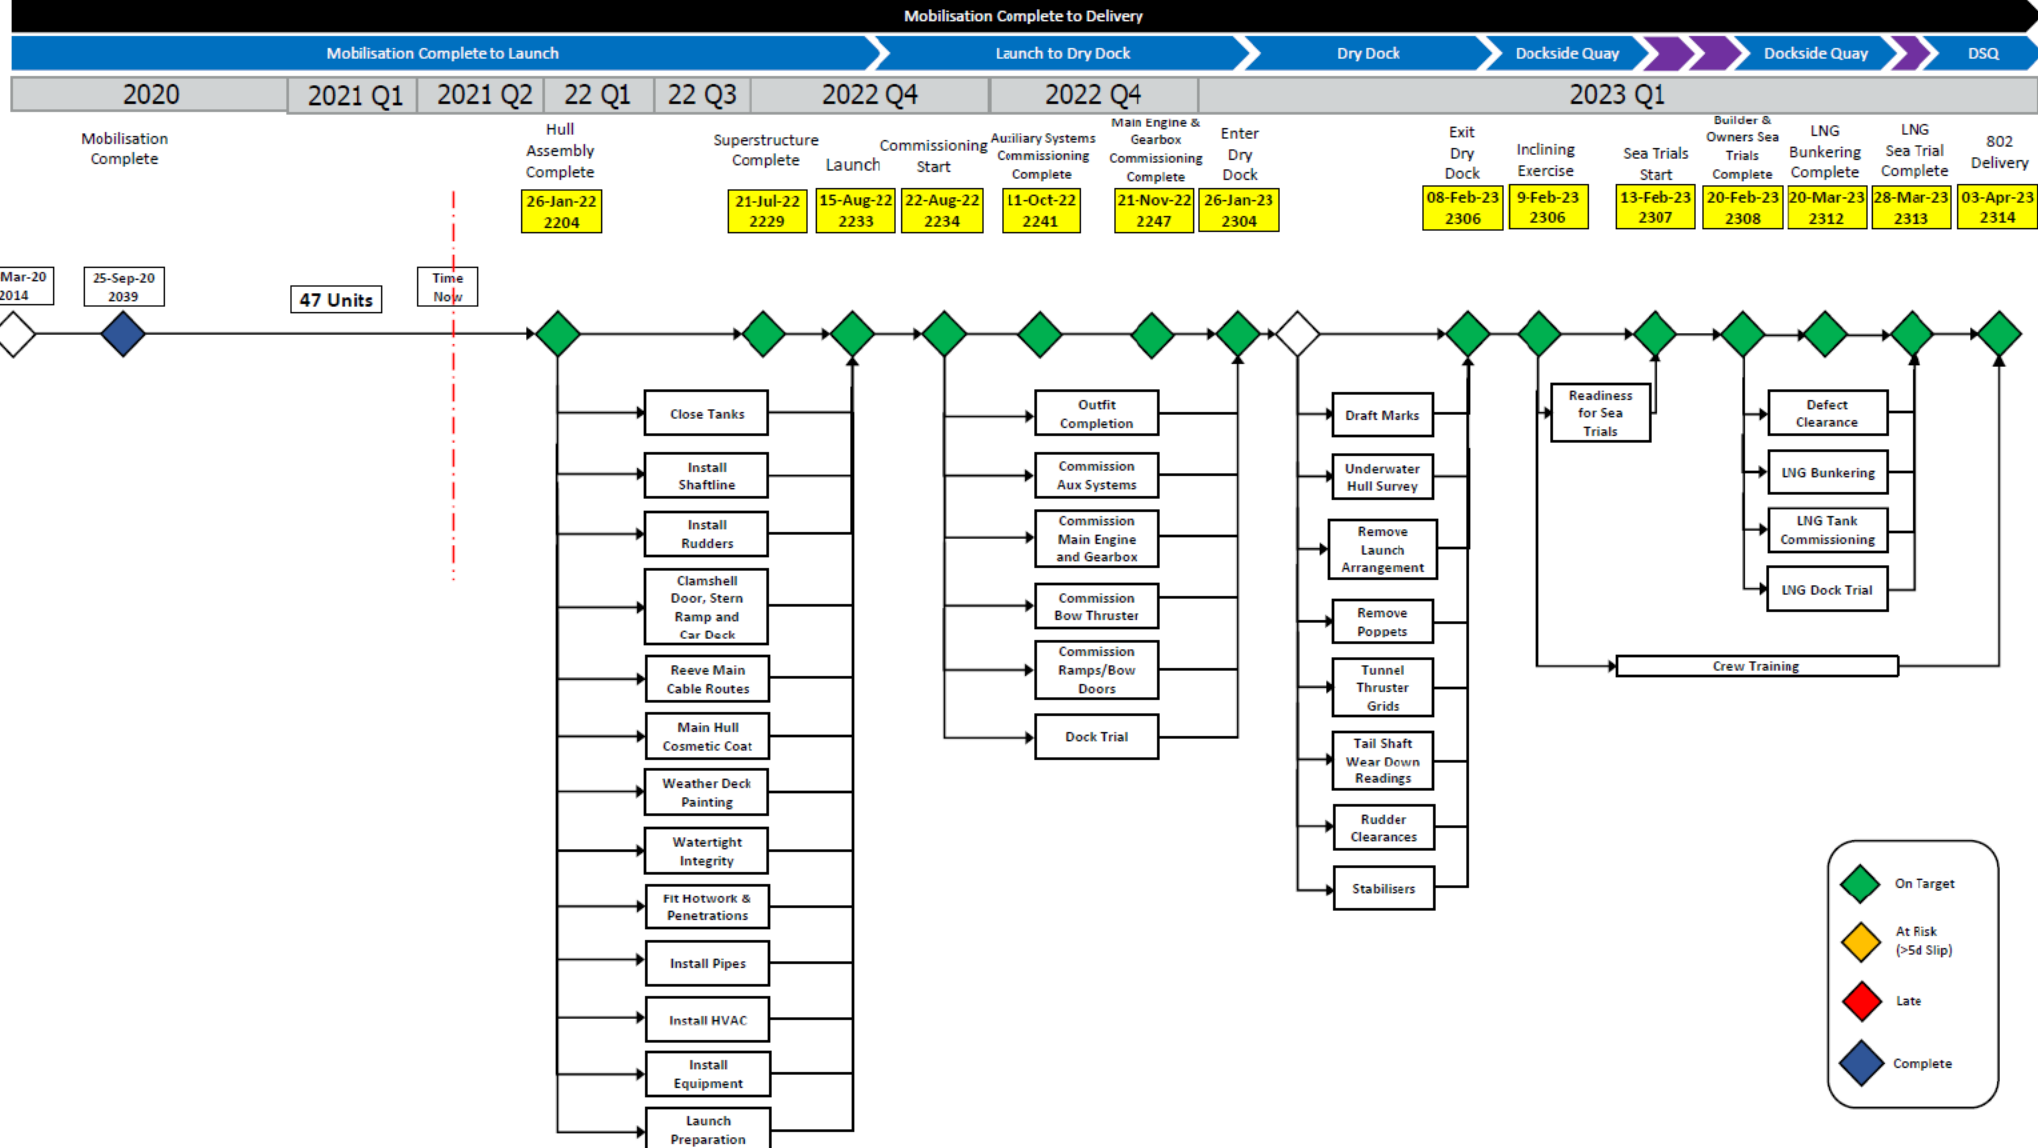 Mobilisation Complete to Delivery
Mobilisation Complete to Launch
Launch to Dry Dock
Dry Dock
Dockside Quay
Dockside Quay
DSQ
2020
2021 Q1
2021 Q2
22 Q1
22 Q3
2022 Q4
2022 Q4
2023 Q1
Mobilisation
Complete
Hull
Assembly
Complete
26-Jan-22
2204
Superstructure
Complete
21-Jul-22
2229
Launch
15-Aug-22
2233
Commissioning
Start
22-Aug-22
2234
Auxiliary Systems
Commissioning
Complete
11-Oct-22
2241
Main Engine &
Gearbox
Commissioning
Complete
21-Nov-22
2247
Enter
Dry
Dock
26-Jan-23
2304
Exit
Dry
Dock
08-Feb-23
2306
Inclining
Exercise
9-Feb-23
2306
Sea Trials
Start
13-Feb-23
2307
Builder &
Owners Sea
Trials
Complete
20-Feb-23
2308
LNG
Bunkering
Complete
20-Mar-23
2312
LNG
Sea Trial
Complete
28-Mar-23
2313
802
Delivery
03-Apr-23
2314
Mar-20
2014
25-Sep-20
2039
47 Units
Time
Now
Close Tanks
Install
Shaftline
Install
Rudders
Clamshell
Door, Stern
Ramp and
Car Deck
Reeve Main
Cable Routes
Main Hull
Cosmetic Coat
Weather Deck
Painting
Watertight
Integrity
Fit Hotwork &
Penetrations
Install Pipes
Install HVAC
Install
Equipment
Launch
Preparation
Outfit
Completion
Commission
Aux Systems
Commission
Main Engine
and Gearbox
Commission
Bow Thruster
Commission
Ramps/Bow
Doors
Dock Trial
Draft Marks
Underwater
Hull Survey
Remove
Launch
Arrangement
Remove
Poppets
Tunnel
Thruster
Grids
Tail Shaft
Wear Down
Readings
Rudder
Clearances
Stabilisers
Readiness
for Sea
Trials
Defect
Clearance
LNG Bunkering
LNG Tank
Commissioning
LNG Dock Trial
Crew Training
On Target
At Risk
(>5d Slip)
Late
Complete